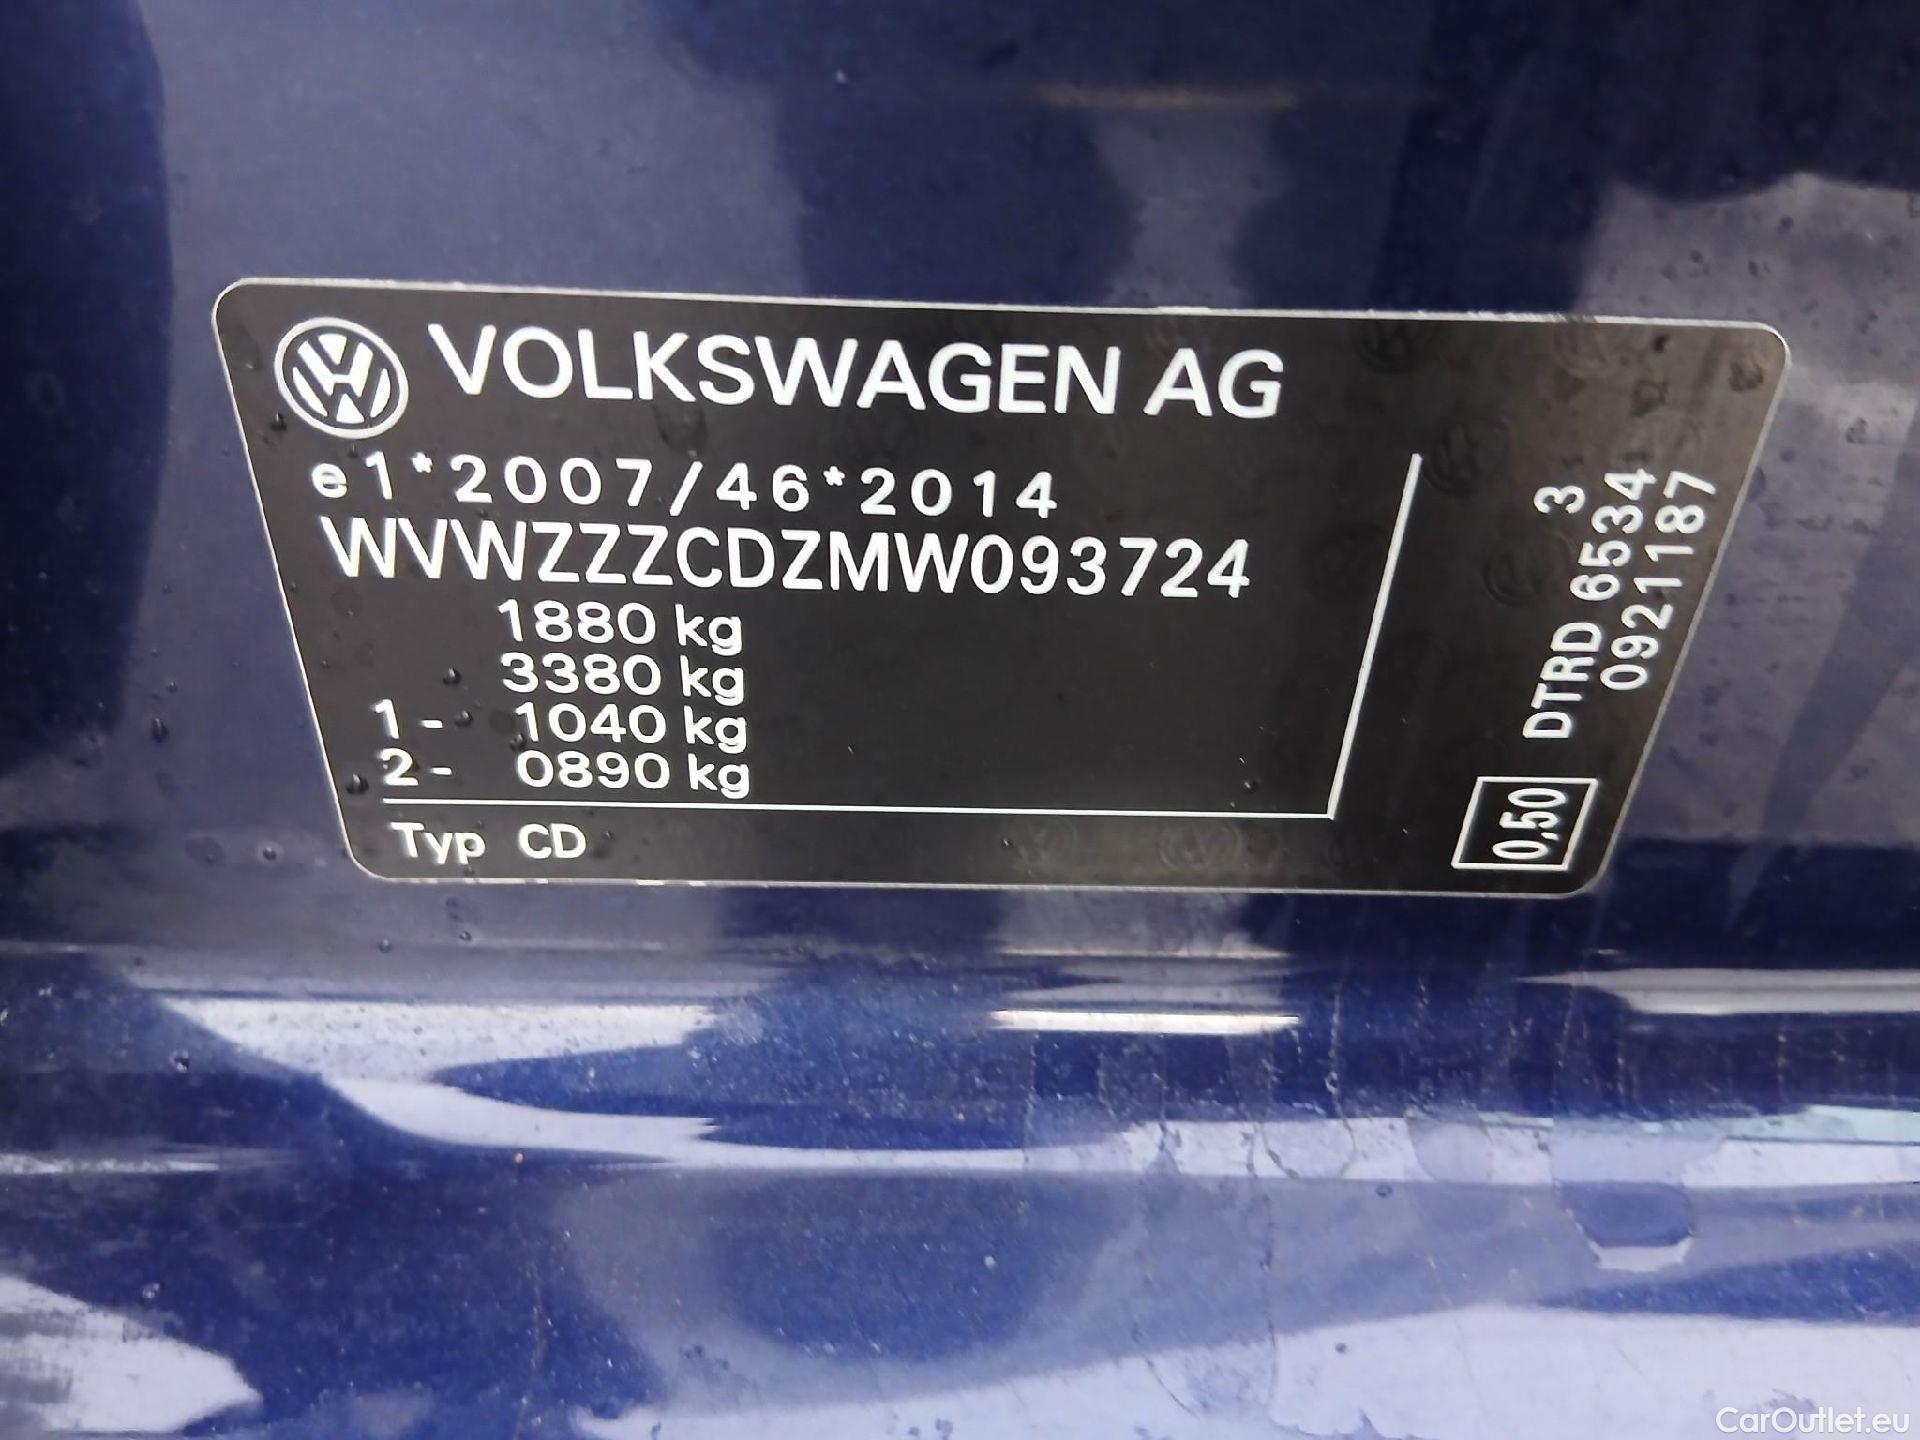 VOLKSWAGEN AG
e1*2007/46*2014
WVWZZZCDZMW093724
1880 kg
3380 kg
1- 1040 kg
2- 0890 kg
Typ CD
3
DTRD 6534
0921187
0,50
CarOutlet.eu